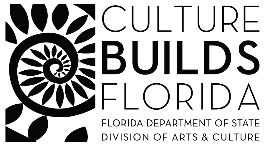 CULTURE
BUILDS
FLORIDA
FLORIDA DEPARTMENT OF STATE
DIVISION OF ARTS & CULTURE